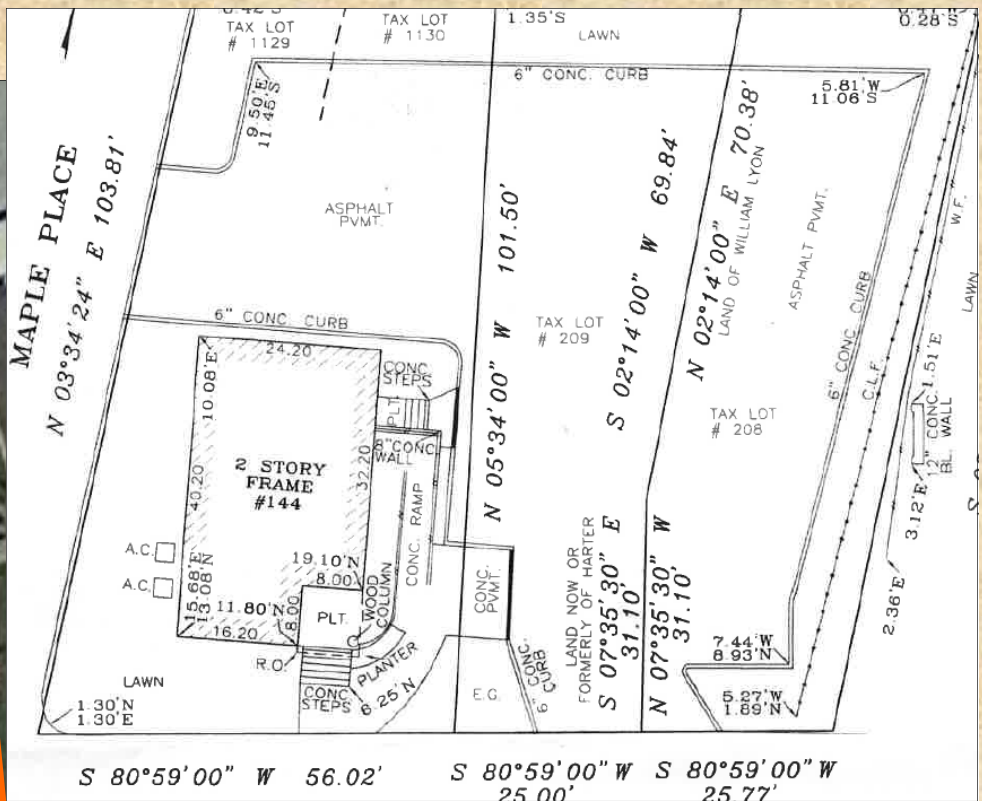 TAX LOT
# 1129
TAX LOT
# 1130
1.35'S
LAWN
0.28'S
6" CONC. CURB
5.81'W
11.06'S
9.50'E
11.45'S
MAPLE PLACE
N 03°34'24" E 103.81'
ASPHALT
PVMT.
N 05°34'00" W 101.50'
S 02°14'00" W 69.84'
N 02°14'00" E 70.38'
LAND OF WILLIAM LYON
ASPHALT PVMT.
W.F.
LAWN
6" CONC. CURB
TAX LOT
# 209
6" CONC CURB
C.L.F.
24.20
10.08'E
CONC
STEPS
PLT.
8"CONC
WALL
1.51'E
12" CONC.
BL. WALL
TAX LOT
# 208
2 STORY
FRAME
#144
40.20
32.20
CONC. RAMP
3.12'E
A.C.
A.C.
15.68'E
13.08'N
19.10'N
8.00
11.80'N
8.00
PLT.
WOOD
COLUMN
16.20
R.O.
PLANTER
CONC
STEPS
6.25'N
CONC.
PVMT.
E.G.
6" CONC.
CURB
LAND NOW OR
FORMERLY OF HARTER
S 07°35'30" E
31.10'
N 07°35'30" W
31.10'
2.36'E
7.44'W
8.93'N
5.27'W
1.89'N
LAWN
1.30'N
1.30'E
S 80°59'00" W 56.02'
S 80°59'00" W
25.00'
S 80°59'00" W
25.77'